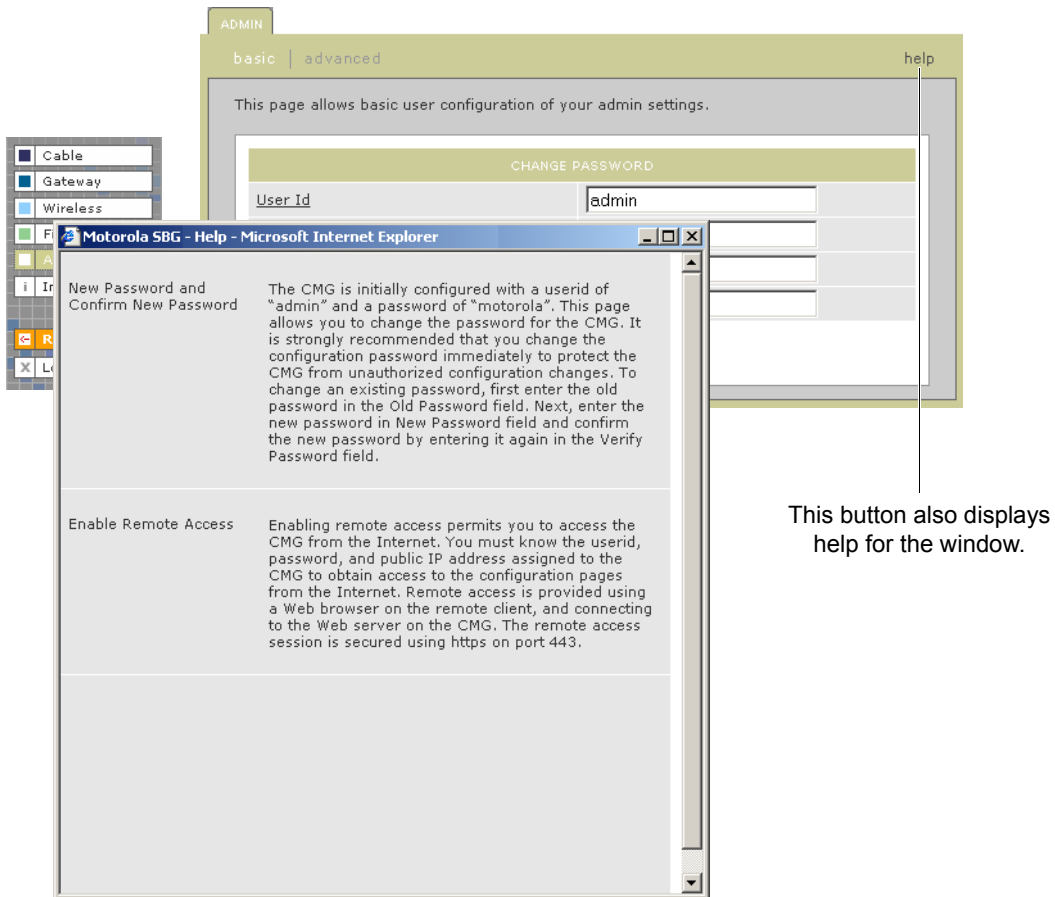 ADMIN
basic | advanced
help
This page allows basic user configuration of your admin settings.
CHANGE PASSWORD
User Id
admin
Cable
Gateway
Wireless
i
Motorola SBG - Help - Microsoft Internet Explorer
New Password and
Confirm New Password
The CMG is initially configured with a userid of
“admin” and a password of “motorola”. This page
allows you to change the password for the CMG. It
is strongly recommended that you change the
configuration password immediately to protect the
CMG from unauthorized configuration changes. To
change an existing password, first enter the old
password in the Old Password field. Next, enter the
new password in New Password field and confirm
the new password by entering it again in the Verify
Password field.
Enable Remote Access
Enabling remote access permits you to access the
CMG from the Internet. You must know the userid,
password, and public IP address assigned to the
CMG to obtain access to the configuration pages
from the Internet. Remote access is provided using
a Web browser on the remote client, and connecting
to the Web server on the CMG. The remote access
session is secured using https on port 443.
This button also displays
help for the window.